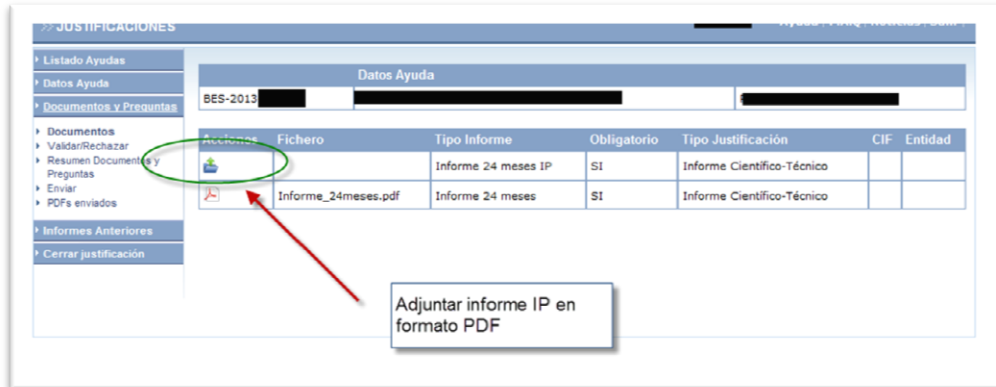 >> JUSTIFICACIONES
Listado Ayudas
Datos Ayuda
Documentos y Preguntas
Documentos
Validar/Rechazar
Resumen Documentos y
Preguntas
Enviar
PDFs enviados
Informes Anteriores
Cerrar justificación
Datos Ayuda
BES-2013
Acciones Fichero Tipo Informe Obligatorio Tipo Justificación CIF Entidad
Informe 24 meses IP SI Informe Científico-Técnico
Informe_24meses.pdf Informe 24 meses SI Informe Científico-Técnico
Adjuntar informe IP en
formato PDF